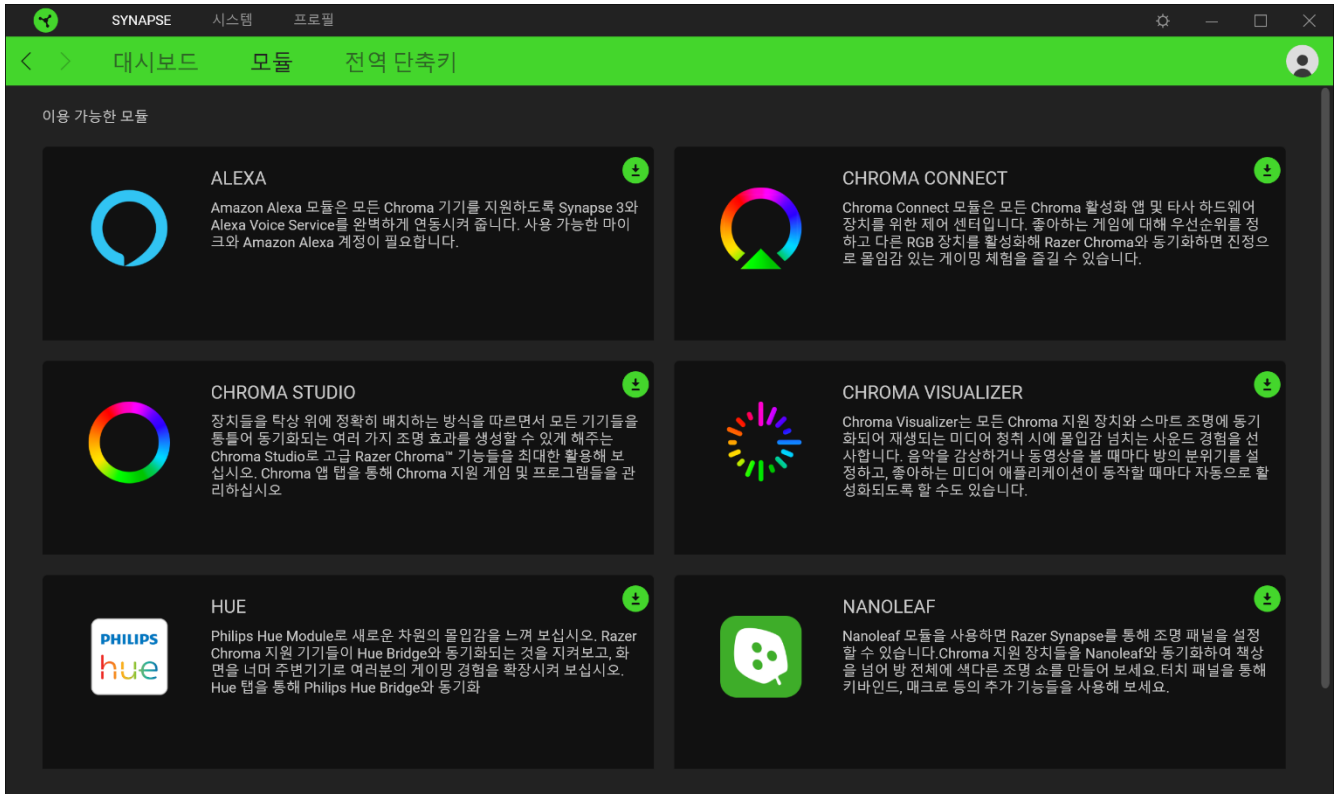 SYNAPSE 시스템 프로필
대시보드 모듈 전역 단축키
이용 가능한 모듈
ALEXA
Amazon Alexa 모듈은 모든 Chroma 기기를 지원하도록 Synapse 3와
Alexa Voice Service를 완벽하게 연동시켜 줍니다. 사용 가능한 마이
크와 Amazon Alexa 계정이 필요합니다.
CHROMA CONNECT
Chroma Connect 모듈은 모든 Chroma 활성화 앱 및 타사 하드웨어
장치를 위한 제어 센터입니다. 좋아하는 게임에 대해 우선순위를 정
하고 다른 RGB 장치를 활성화해 Razer Chroma와 동기화하면 진정으
로 몰입감 있는 게이밍 체험을 즐길 수 있습니다.
CHROMA STUDIO
장치들을 탁상 위에 정확히 배치하는 방식을 따르면서 모든 기기들을
통틀어 동기화되는 여러 가지 조명 효과를 생성할 수 있게 해주는
Chroma Studio로 고급 Razer Chroma™ 기능들을 최대한 활용해 보
십시오. Chroma 앱 탭을 통해 Chroma 지원 게임 및 프로그램들을 관
리하십시오
CHROMA VISUALIZER
Chroma Visualizer는 모든 Chroma 지원 장치와 스마트 조명에 동기
화되어 재생되는 미디어 청취 시에 몰입감 넘치는 사운드 경험을 선
사합니다. 음악을 감상하거나 동영상을 볼 때마다 방의 분위기를 설
정하고, 좋아하는 미디어 애플리케이션이 동작할 때마다 자동으로 활
성화되도록 할 수도 있습니다.
PHILIPS
hue
HUE
Philips Hue Module로 새로운 차원의 몰입감을 느껴 보십시오. Razer
Chroma 지원 기기들이 Hue Bridge와 동기화되는 것을 지켜보고, 화
면을 너머 주변기기로 여러분의 게이밍 경험을 확장시켜 보십시오.
Hue 탭을 통해 Philips Hue Bridge와 동기화
NANOLEAF
Nanoleaf 모듈을 사용하면 Razer Synapse를 통해 조명 패널을 설정
할 수 있습니다.Chroma 지원 장치들을 Nanoleaf와 동기화하여 책상
을 넘어 방 전체에 색다른 조명 쇼를 만들어 보세요.터치 패널을 통해
키바인드, 매크로 등의 추가 기능들을 사용해 보세요.